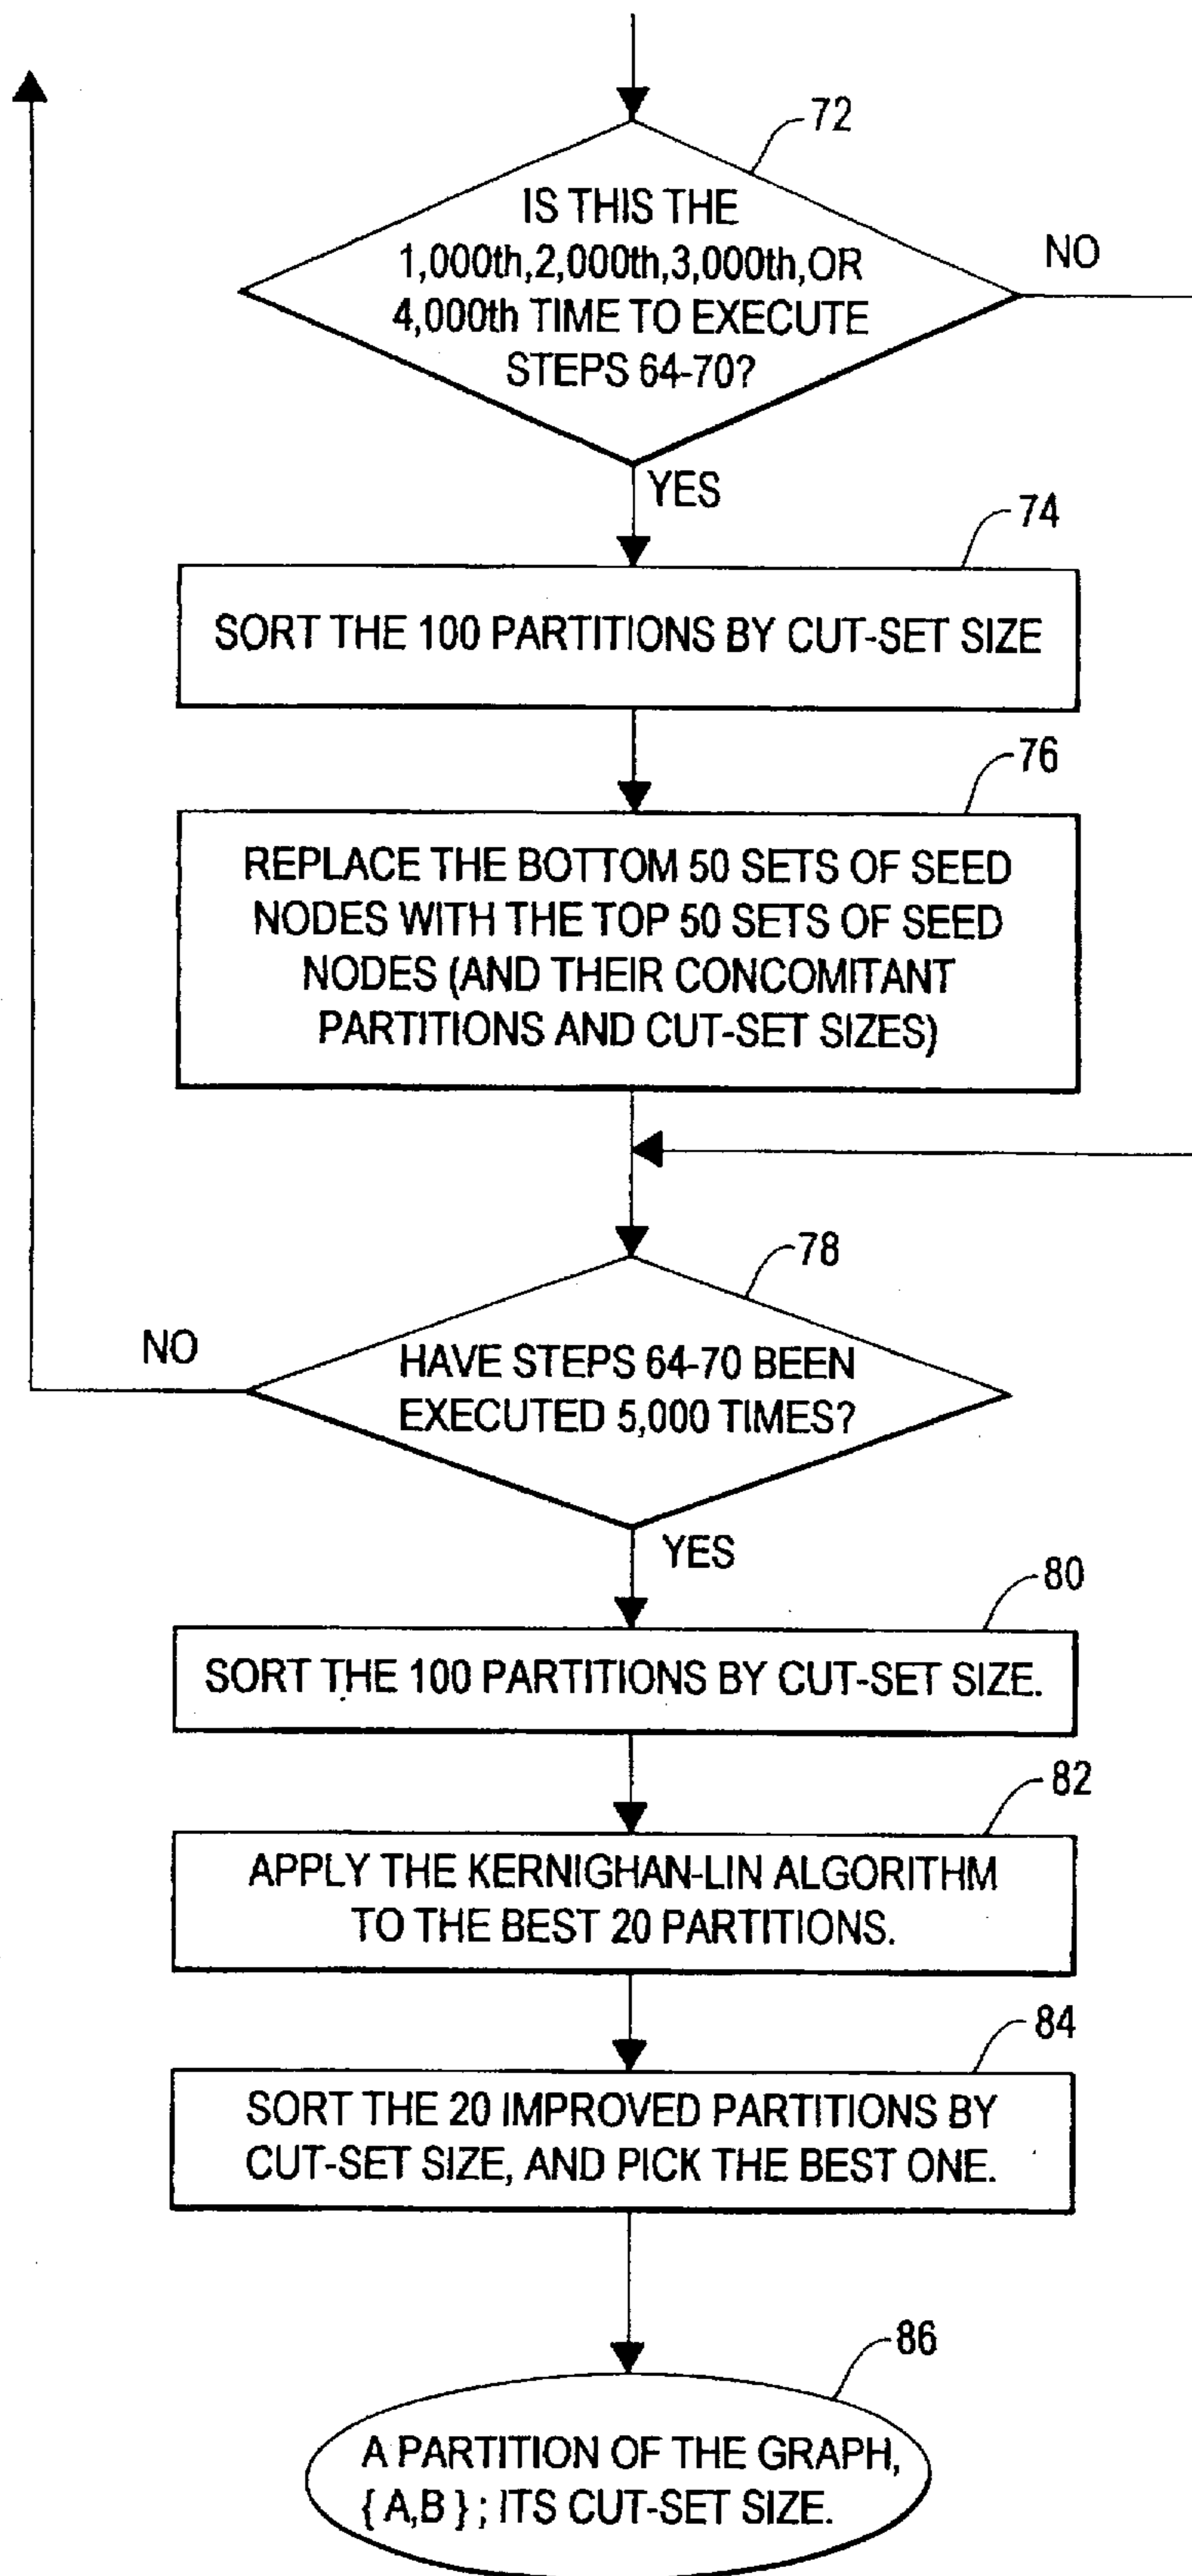 72
IS THIS THE
1,000th,2,000th,3,000th,OR
4,000th TIME TO EXECUTE
STEPS 64-70?
NO
YES
74
SORT THE 100 PARTITIONS BY CUT-SET SIZE
76
REPLACE THE BOTTOM 50 SETS OF SEED
NODES WITH THE TOP 50 SETS OF SEED
NODES (AND THEIR CONCOMITANT
PARTITIONS AND CUT-SET SIZES)
78
NO
HAVE STEPS 64-70 BEEN
EXECUTED 5,000 TIMES?
YES
80
SORT THE 100 PARTITIONS BY CUT-SET SIZE.
82
APPLY THE KERNIGHAN-LIN ALGORITHM
TO THE BEST 20 PARTITIONS.
84
SORT THE 20 IMPROVED PARTITIONS BY
CUT-SET SIZE, AND PICK THE BEST ONE.
86
A PARTITION OF THE GRAPH,
{ A,B } ; ITS CUT-SET SIZE.